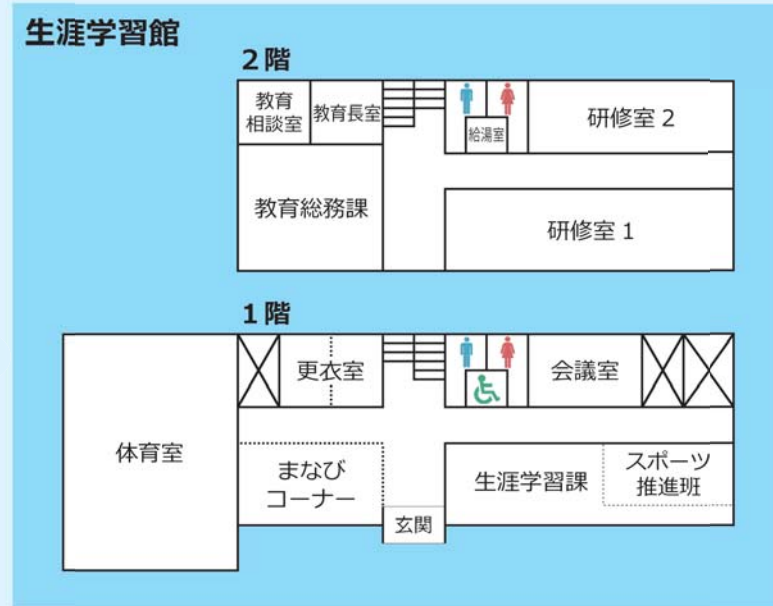 生涯学習館
2階
教育
相談室
教育長室
給湯室
研修室 2
教育総務課
研修室 1
1階
更衣室
会議室
体育室
まなび
コーナー
生涯学習課
スポーツ
推進班
玄関